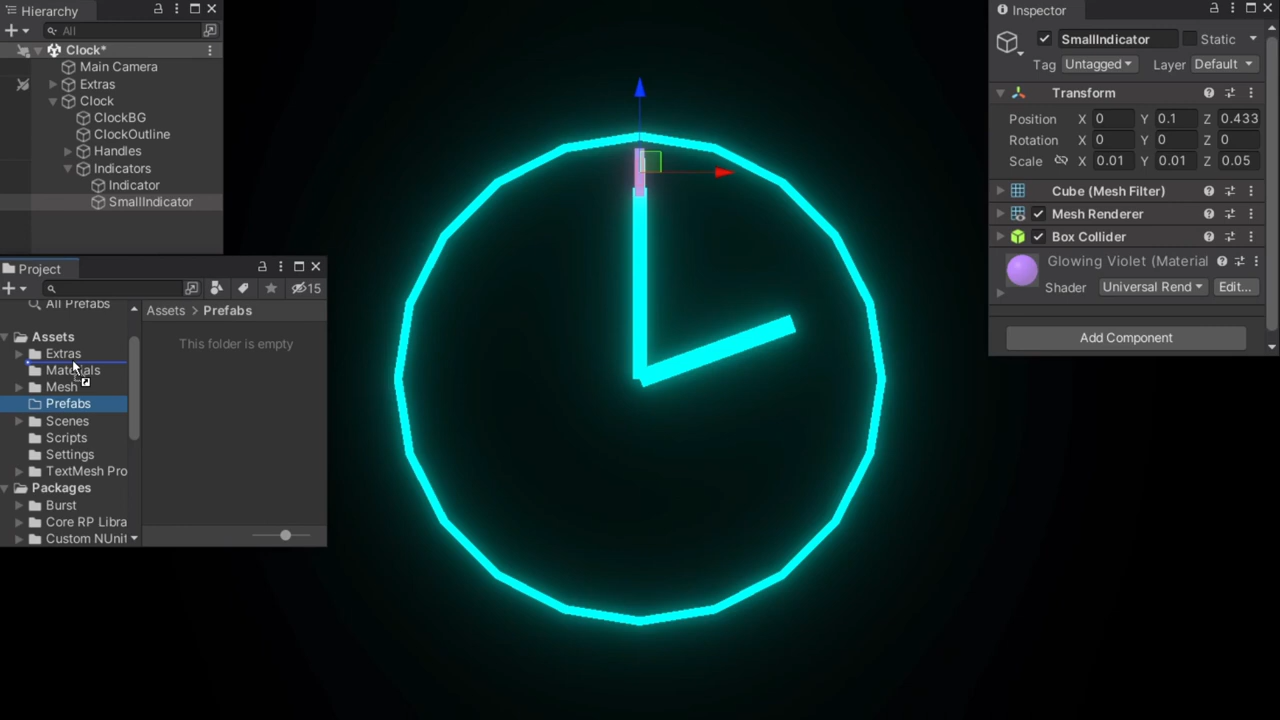 Hierarchy
All
Clock*
Main Camera
Extras
Clock
ClockBG
ClockOutline
Handles
Indicators
Indicator
SmallIndicator
Project
15
All Prefabs
Assets
Extras
Materials
Mesh
Prefabs
Scenes
Scripts
Settings
TextMesh Pro
Packages
Burst
Core RP Libra
Custom NUnit
Assets > Prefabs
This folder is empty
Inspector
SmallIndicator Static
Tag Untagged Layer Default
Transform
Position X 0 Y 0.1 Z 0.433
Rotation X 0 Y 0 Z 0
Scale X 0.01 Y 0.01 Z 0.05
Cube (Mesh Filter)
Mesh Renderer
Box Collider
Glowing Violet (Material
Shader Universal Rend Edit...
Add Component